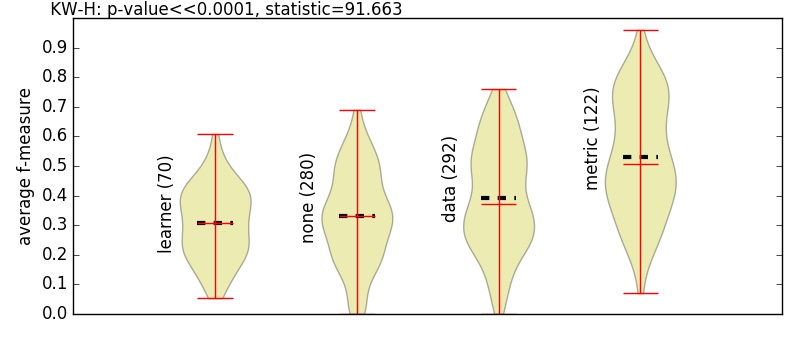 KW-H: p-value<<0.0001, statistic=91.663
average f-measure
0.9
0.8
0.7
0.6
0.5
0.4
0.3
0.2
0.1
0.0
learner (70)
none (280)
data (292)
metric (122)